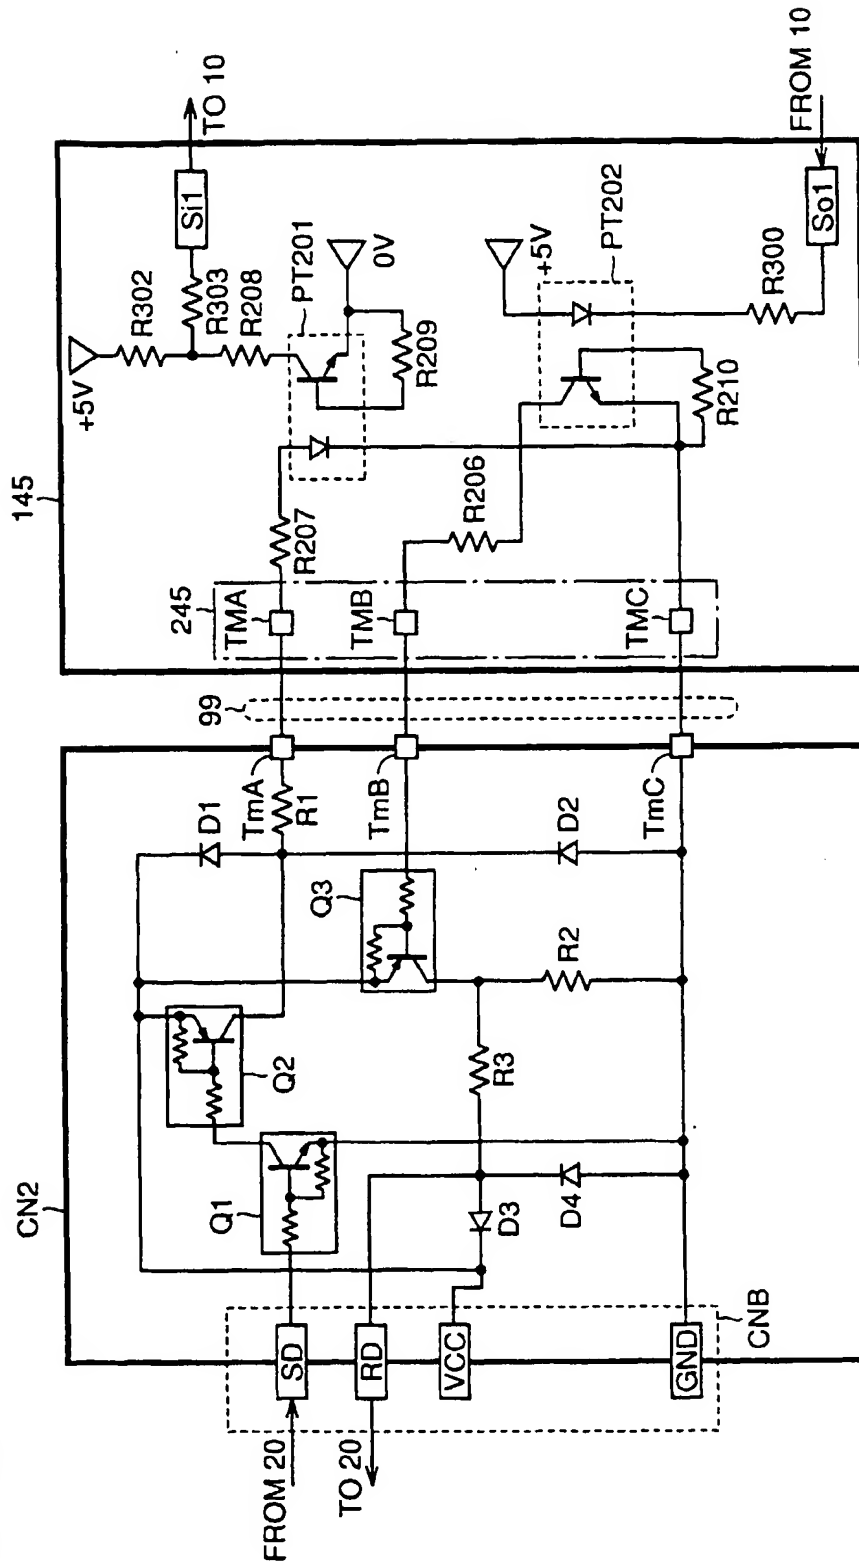 145
CN2
TO 10
Si1
+5V
R302
R303
R208
PT201
0V
R209
+5V
PT202
FROM 10
So1
R300
R210
R206
R207
245
TMA
TMB
TMC
99
TmA
TmB
TmC
D1
R1
D2
Q3
R2
Q2
R3
Q1
D3
D4
CNB
SD
RD
VCC
GND
FROM 20
TO 20